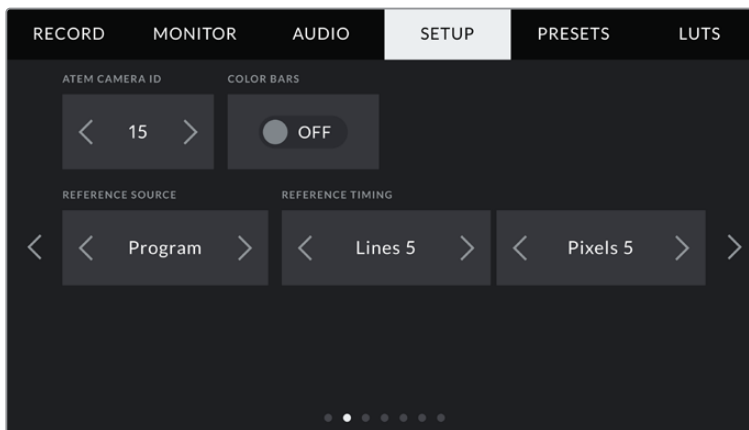 RECORD MONITOR AUDIO SETUP PRESETS LUTS
ATEM CAMERA ID COLOR BARS
15 OFF
REFERENCE SOURCE REFERENCE TIMING
Program Lines 5 Pixels 5